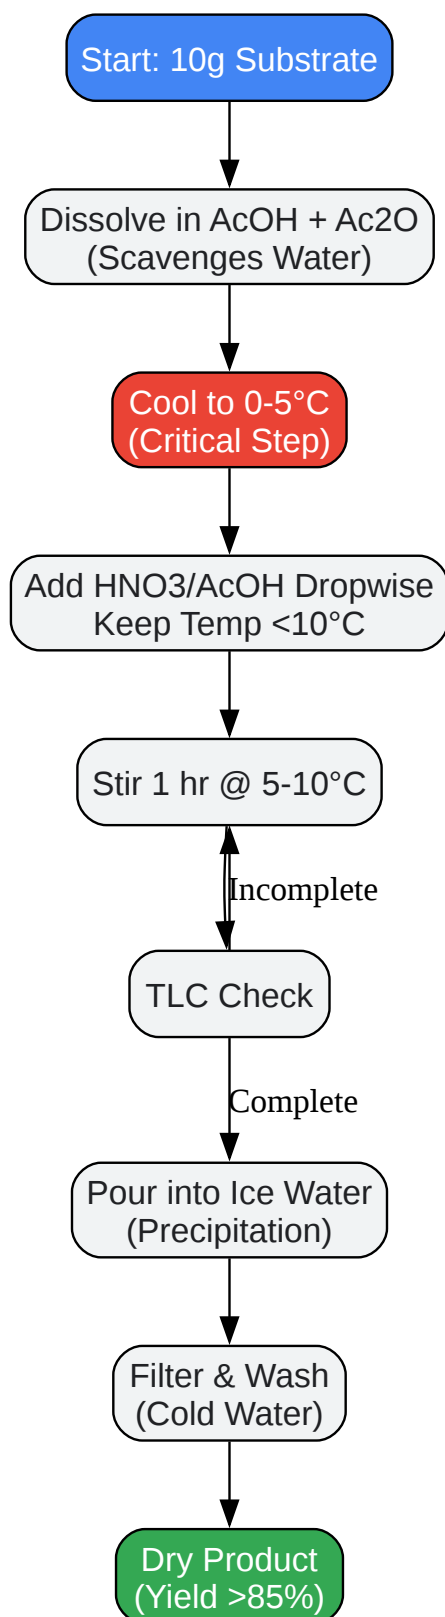 Start: 10g Substrate
Dissolve in AcOH + Ac2O
(Scavenges Water)
Cool to 0-5°C
(Critical Step)
Add HNO3/AcOH Dropwise
Keep Temp <10°C
Stir 1 hr @ 5-10°C
Incomplete
TLC Check
Complete
Pour into Ice Water
(Precipitation)
Filter & Wash
(Cold Water)
Dry Product
(Yield >85%)